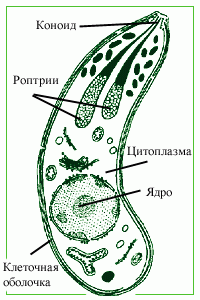 Коноид
Роптрии
Цитоплазма
Ядро
Клеточная
оболочка